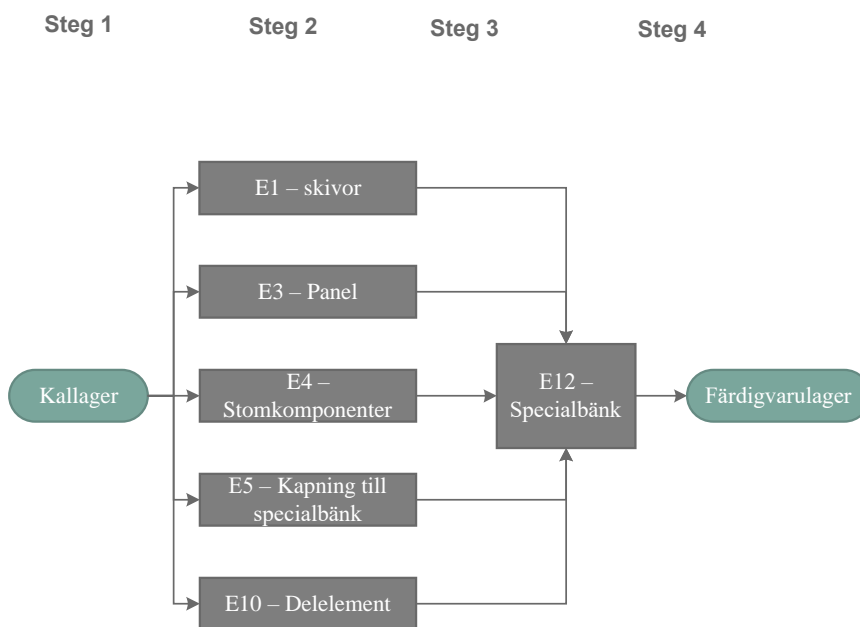 Steg 1
Steg 2
Steg 3
Steg 4
E1 – skivor
E3 – Panel
Kallager
E4 –
Stomkomponenter
E12 –
Specialbänk
Färdigvarulager
E5 – Kapning till
specialbänk
E10 – Delelement